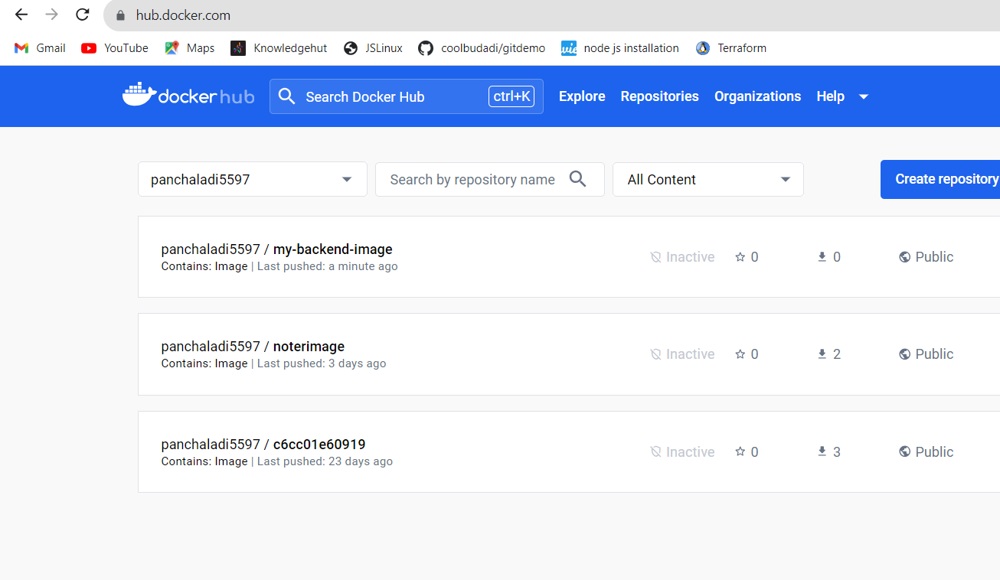 hub.docker.com
Gmail YouTube Maps Knowledgehut JSLinux coolbudadi/gitdemo node js installation Terraform
docker hub Search Docker Hub ctrl+K Explore Repositories Organizations Help
panchaladi5597 Search by repository name All Content Create repository
panchaladi5597 / my-backend-image
Contains: Image | Last pushed: a minute ago
Inactive 0 0 Public
panchaladi5597 / noterimage
Contains: Image | Last pushed: 3 days ago
Inactive 0 2 Public
panchaladi5597 / c6cc01e60919
Contains: Image | Last pushed: 23 days ago
Inactive 0 3 Public